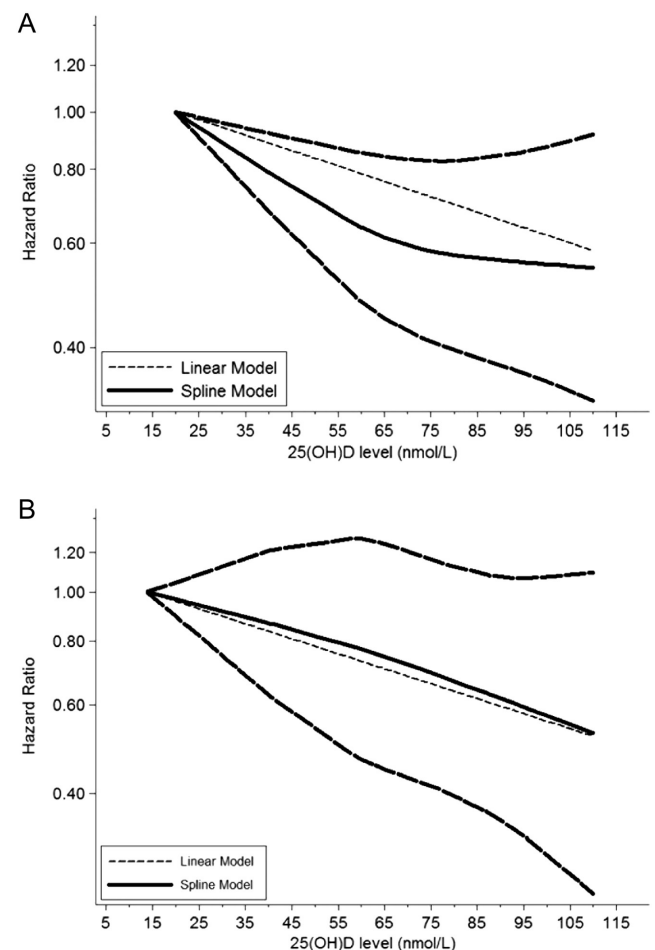 A
1.20
1.00
0.80
0.60
0.40
Hazard Ratio
Linear Model
Spline Model
5 15 25 35 45 55 65 75 85 95 105 115
25(OH)D level (nmol/L)
B
1.20
1.00
0.80
0.60
0.40
Hazard Ratio
Linear Model
Spline Model
5 15 25 35 45 55 65 75 85 95 105 115
25(OH)D level (nmol/L)